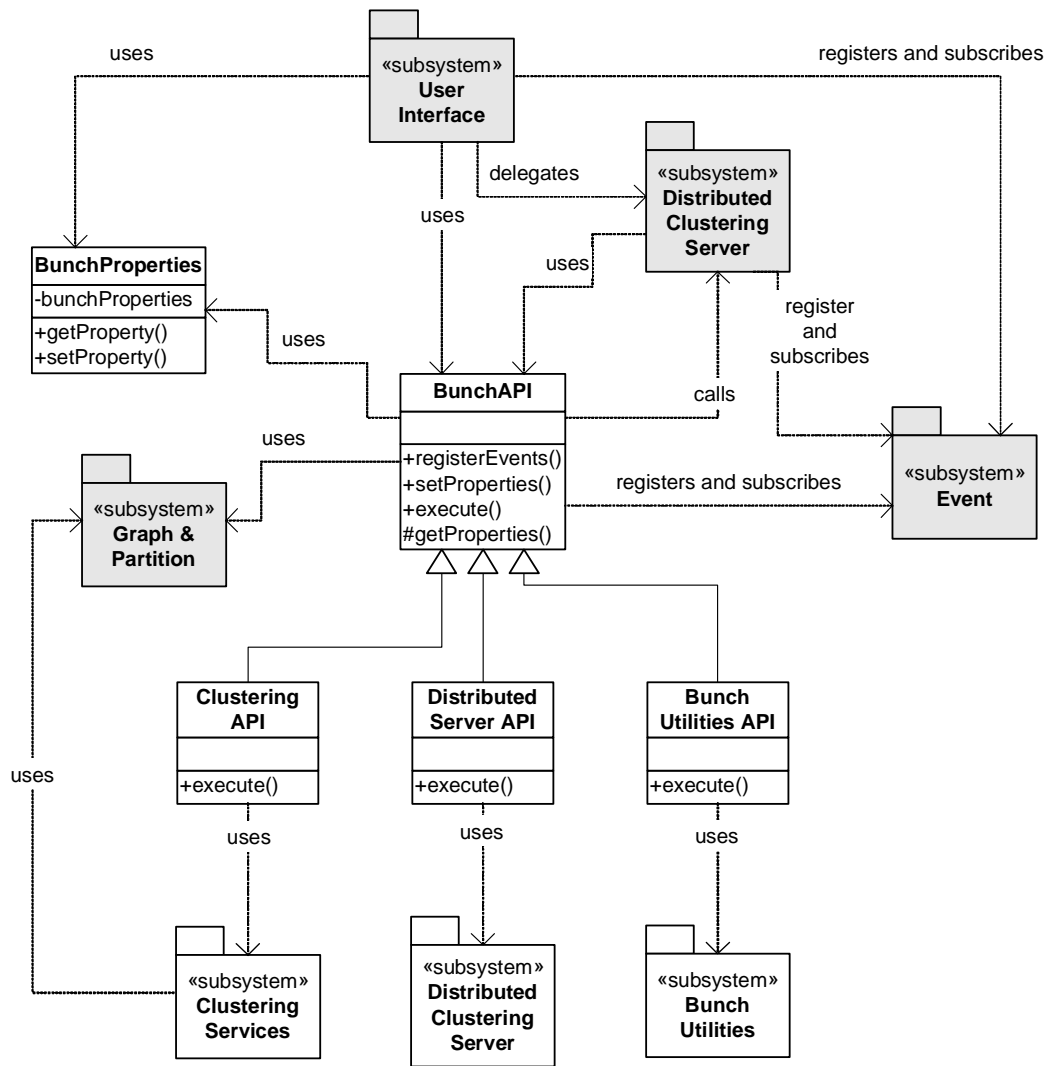 uses
registers and subscribes
«subsystem»
User
Interface
delegates
«subsystem»
Distributed
Clustering
Server
uses
uses
BunchProperties
-bunchProperties
+getProperty()
+setProperty()
register
and
subscribes
uses
BunchAPI
calls
+registerEvents()
+setProperties()
+execute()
#getProperties()
uses
registers and subscribes
«subsystem»
Event
«subsystem»
Graph &
Partition
Clustering
API
+execute()
Distributed
Server API
+execute()
Bunch
Utilities API
+execute()
uses
uses
uses
uses
«subsystem»
Clustering
Services
«subsystem»
Distributed
Clustering
Server
«subsystem»
Bunch
Utilities